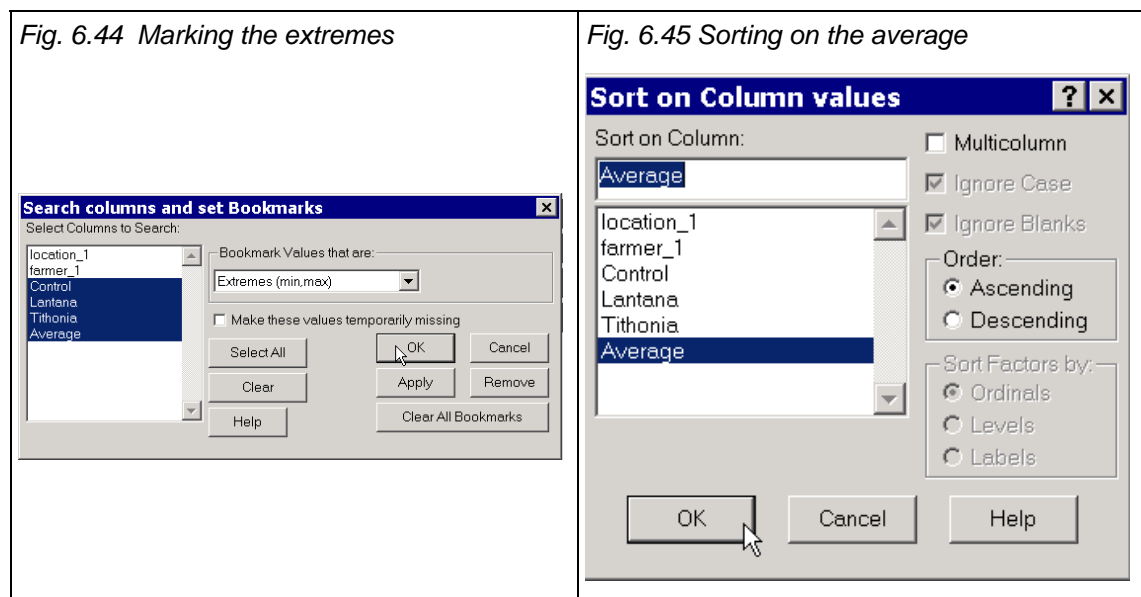 Fig. 6.44 Marking the extremes
Search columns and set Bookmarks
Select Columns to Search:
location_1
farmer_1
Control
Lantana
Tithonia
Average
Bookmark Values that are:
Extremes (min,max)
Make these values temporarily missing
Select All
OK
Cancel
Clear
Apply
Remove
Help
Clear All Bookmarks
Fig. 6.45 Sorting on the average
Sort on Column values
Sort on Column:
Average
location_1
farmer_1
Control
Lantana
Tithonia
Average
Multicolumn
Ignore Case
Ignore Blanks
Order:
Ascending
Descending
Sort Factors by:
Ordinals
Levels
Labels
OK
Cancel
Help